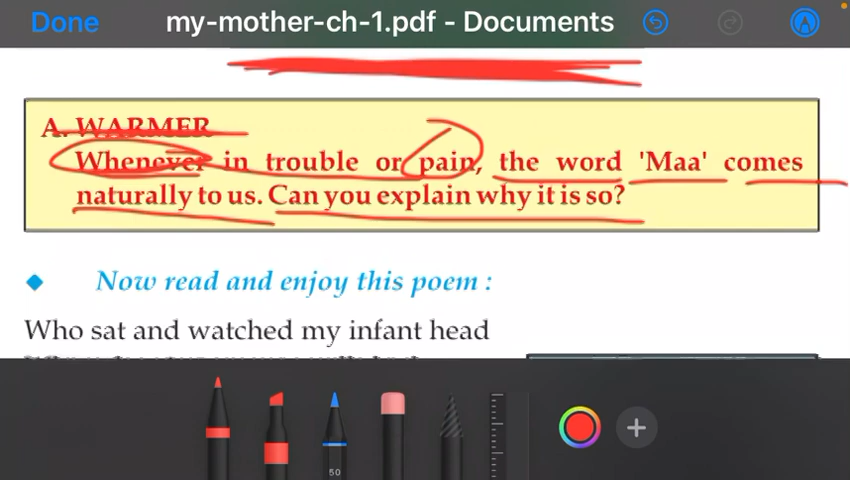 Done my-mother-ch-1.pdf - Documents
A. WARMER
Whenever in trouble or pain, the word 'Maa' comes
naturally to us. Can you explain why it is so?
Now read and enjoy this poem :
Who sat and watched my infant head
50